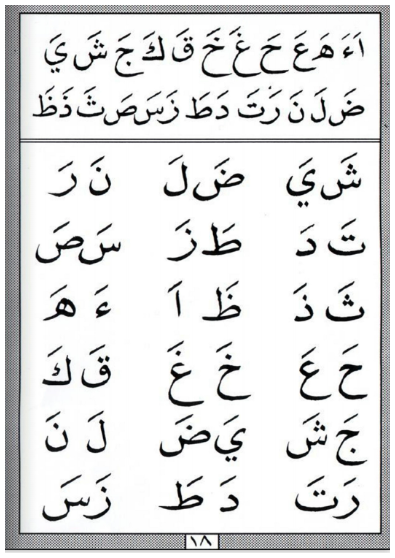 اَ ءَ هَ عَ حَ غَ خَ قَ كَ جَ شَ يَ
ضَ لَ نَ رَ تَ دَ طَ زَ سَ صَ ثَ ذَ ظَ
شَ يَ ضَ لَ نَ رَ
تَ دَ طَ زَ سَ صَ
ثَ ذَ ظَ اَ ءَ هَ
حَ عَ خَ غَ قَ كَ
جَ شَ يَ ضَ لَ نَ
رَ تَ دَ طَ زَ سَ
١٨